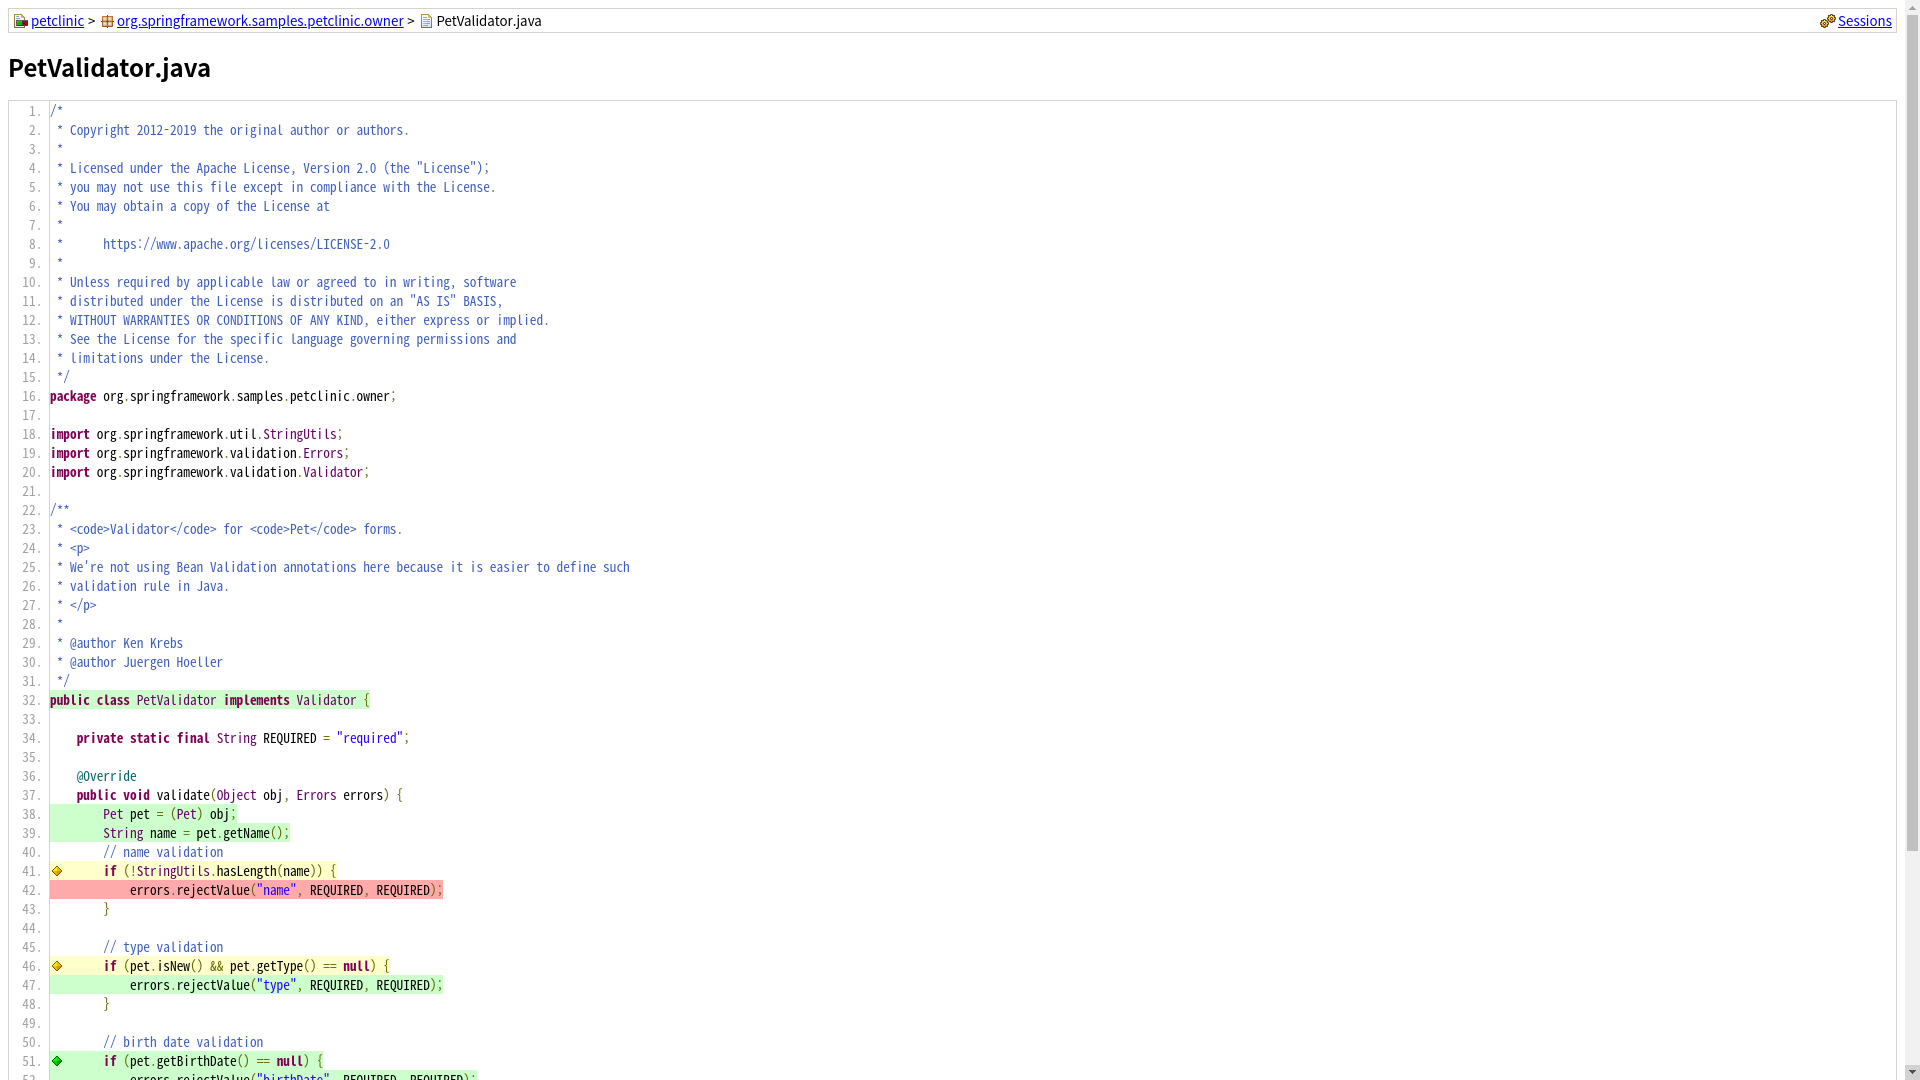 petclinic > org.springframework.samples.petclinic.owner > PetValidator.java
Sessions
PetValidator.java
1. /*
2.  * Copyright 2012-2019 the original author or authors.
3.  *
4.  * Licensed under the Apache License, Version 2.0 (the "License");
5.  * you may not use this file except in compliance with the License.
6.  * You may obtain a copy of the License at
7.  *
8.  *      https://www.apache.org/licenses/LICENSE-2.0
9.  *
10.  * Unless required by applicable law or agreed to in writing, software
11.  * distributed under the License is distributed on an "AS IS" BASIS,
12.  * WITHOUT WARRANTIES OR CONDITIONS OF ANY KIND, either express or implied.
13.  * See the License for the specific language governing permissions and
14.  * limitations under the License.
15.  */
16. package org.springframework.samples.petclinic.owner;
17.
18. import org.springframework.util.StringUtils;
19. import org.springframework.validation.Errors;
20. import org.springframework.validation.Validator;
21.
22. /**
23.  * <code>Validator</code> for <code>Pet</code> forms.
24.  * <p>
25.  * We're not using Bean Validation annotations here because it is easier to define such
26.  * validation rule in Java.
27.  * </p>
28.  *
29.  * @author Ken Krebs
30.  * @author Juergen Hoeller
31.  */
32. public class PetValidator implements Validator {
33.
34.     private static final String REQUIRED = "required";
35.
36.     @Override
37.     public void validate(Object obj, Errors errors) {
38.         Pet pet = (Pet) obj;
39.         String name = pet.getName();
40.         // name validation
41.         if (!StringUtils.hasLength(name)) {
42.             errors.rejectValue("name", REQUIRED, REQUIRED);
43.         }
44.
45.         // type validation
46.         if (pet.isNew() && pet.getType() == null) {
47.             errors.rejectValue("type", REQUIRED, REQUIRED);
48.         }
49.
50.         // birth date validation
51.         if (pet.getBirthDate() == null) {
52.             errors.rejectValue("birthDate", REQUIRED, REQUIRED);